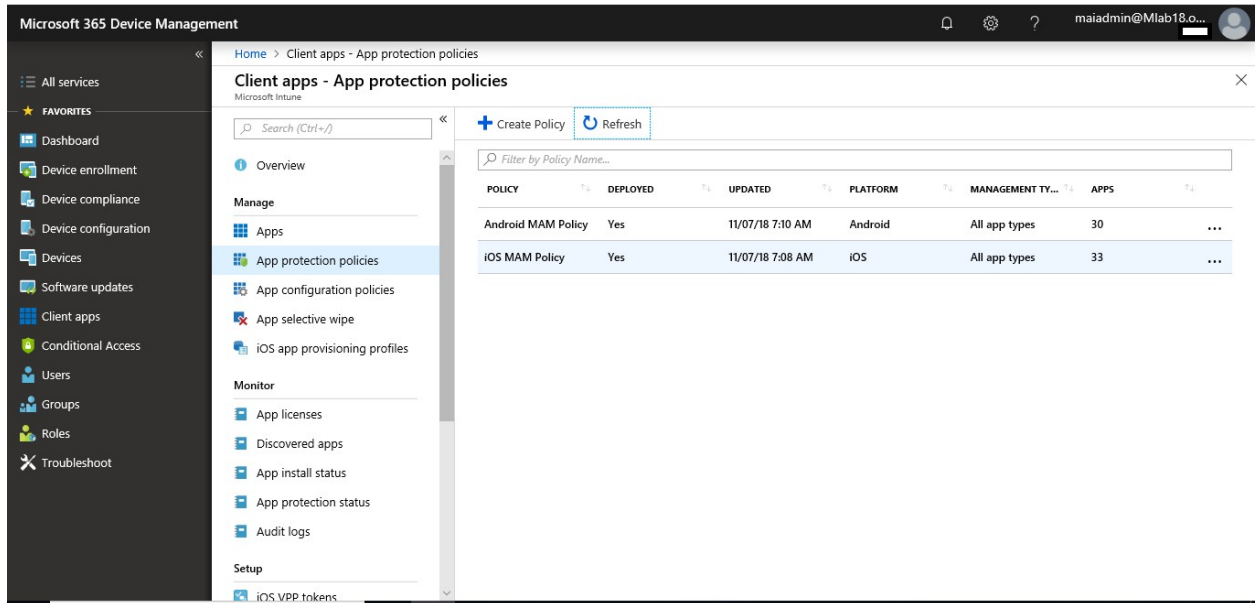 Microsoft 365 Device Management
maiadmin@Mlab18.o...
Home > Client apps - App protection policies
Client apps - App protection policies
Microsoft Intune
All services
FAVORITES
Dashboard
Device enrollment
Device compliance
Device configuration
Devices
Software updates
Client apps
Conditional Access
Users
Groups
Roles
Troubleshoot
Search (Ctrl+/)
Overview
Manage
Apps
App protection policies
App configuration policies
App selective wipe
iOS app provisioning profiles
Monitor
App licenses
Discovered apps
App install status
App protection status
Audit logs
Setup
iOS VPP tokens
Create Policy Refresh
Filter by Policy Name...
POLICY DEPLOYED UPDATED PLATFORM MANAGEMENT TY... APPS
Android MAM Policy Yes 11/07/18 7:10 AM Android All app types 30 ...
iOS MAM Policy Yes 11/07/18 7:08 AM iOS All app types 33 ...